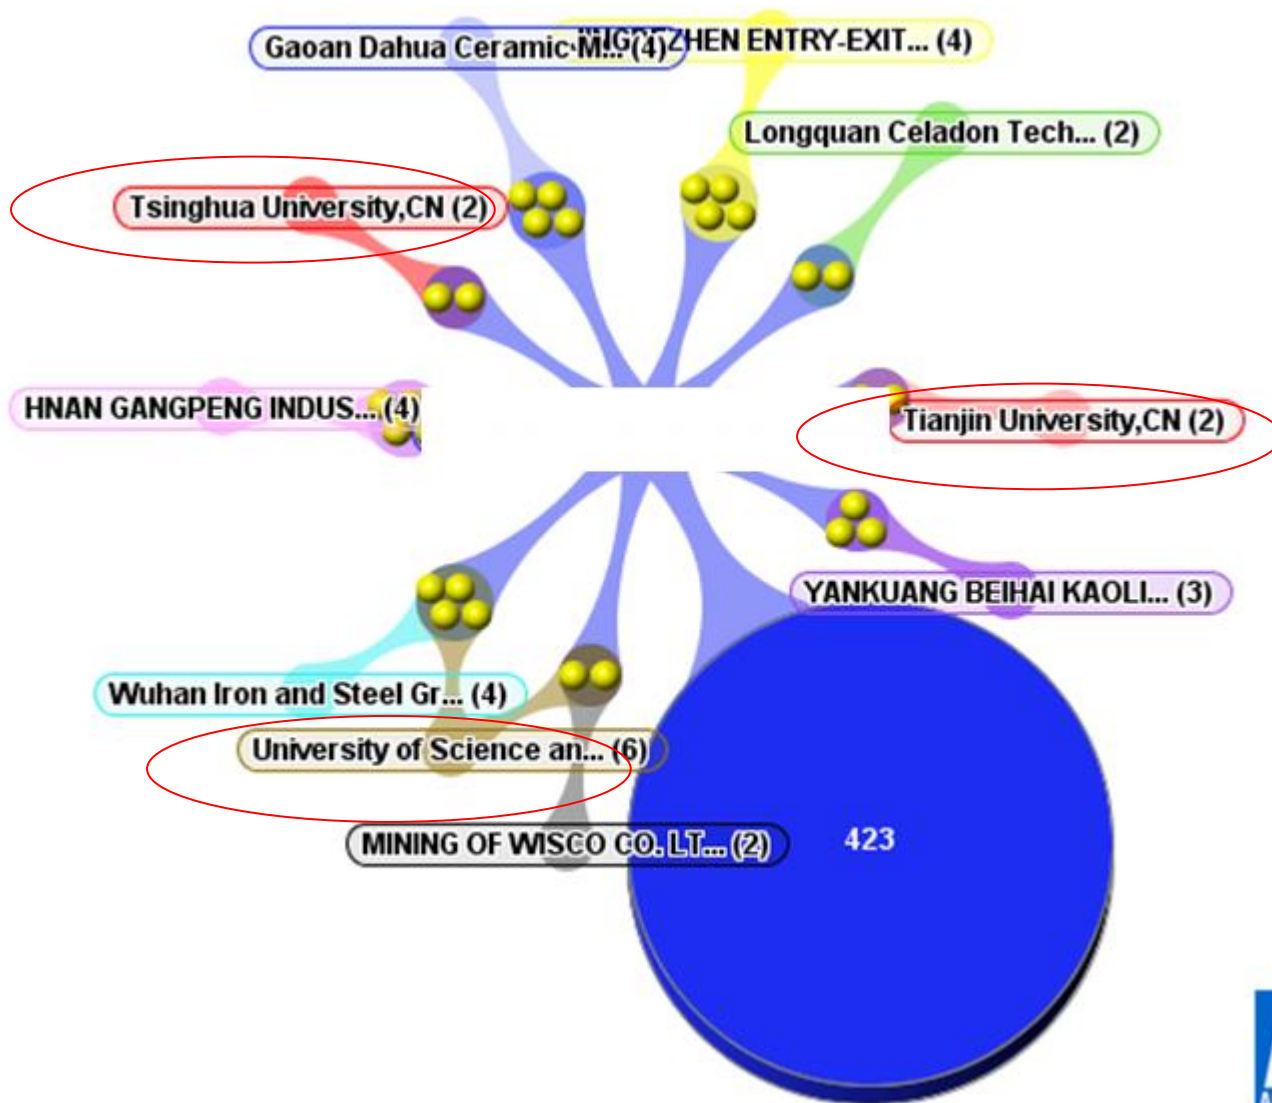 Gaoan Dahua Ceramic M... (4)
ENTRY-EXIT... (4)
Longquan Celadon Tech... (2)
Tsinghua University,CN (2)
HNAN GANGPENG INDUS... (4)
Tianjin University,CN (2)
YANKUANG BEIHAI KAOLI... (3)
Wuhan Iron and Steel Gr... (4)
University of Science an... (6)
MINING OF WISCO CO. LT... (2)
423